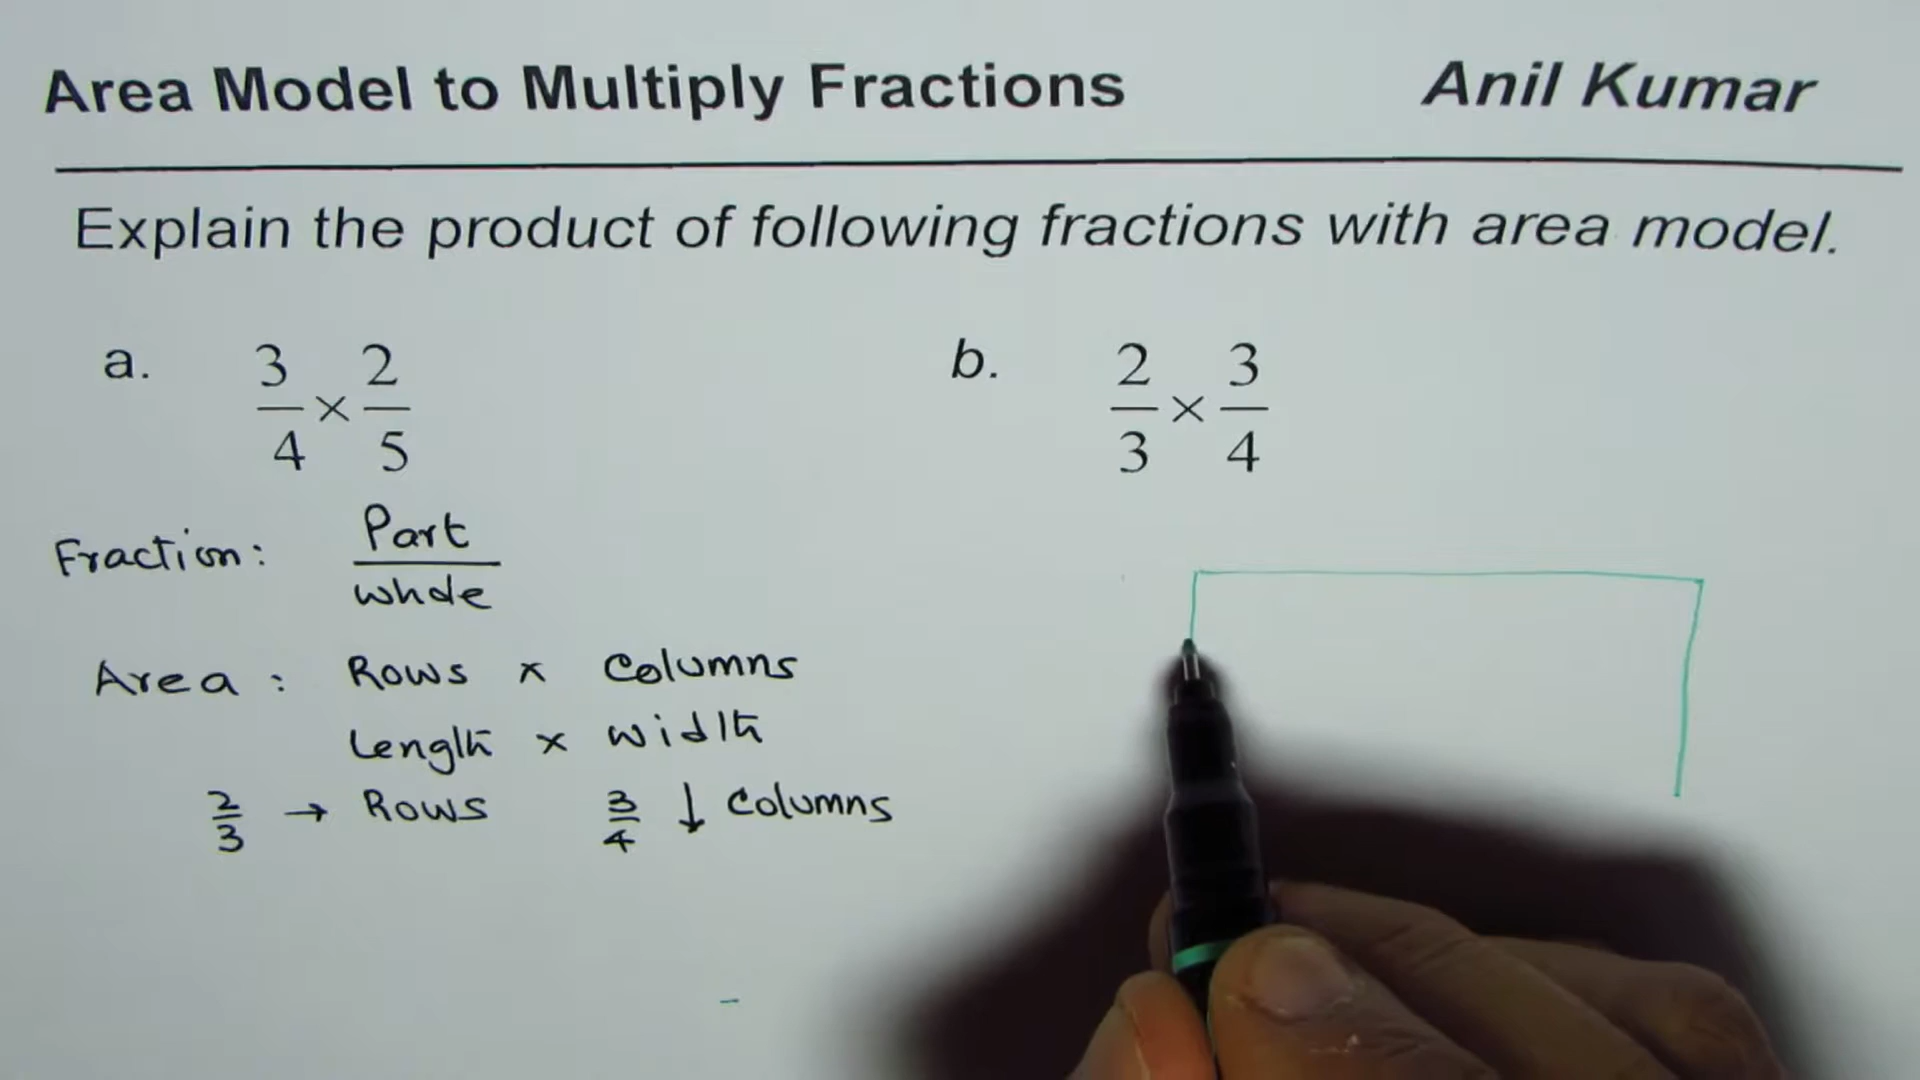 Area Model to Multiply Fractions Anil Kumar
Explain the product of following fractions with area model.
a. 3/4 × 2/5 b. 2/3 × 3/4
Fraction: Part/whole
Area : Rows × Columns
Length × width
2/3 → Rows 3/4 ↓ Columns